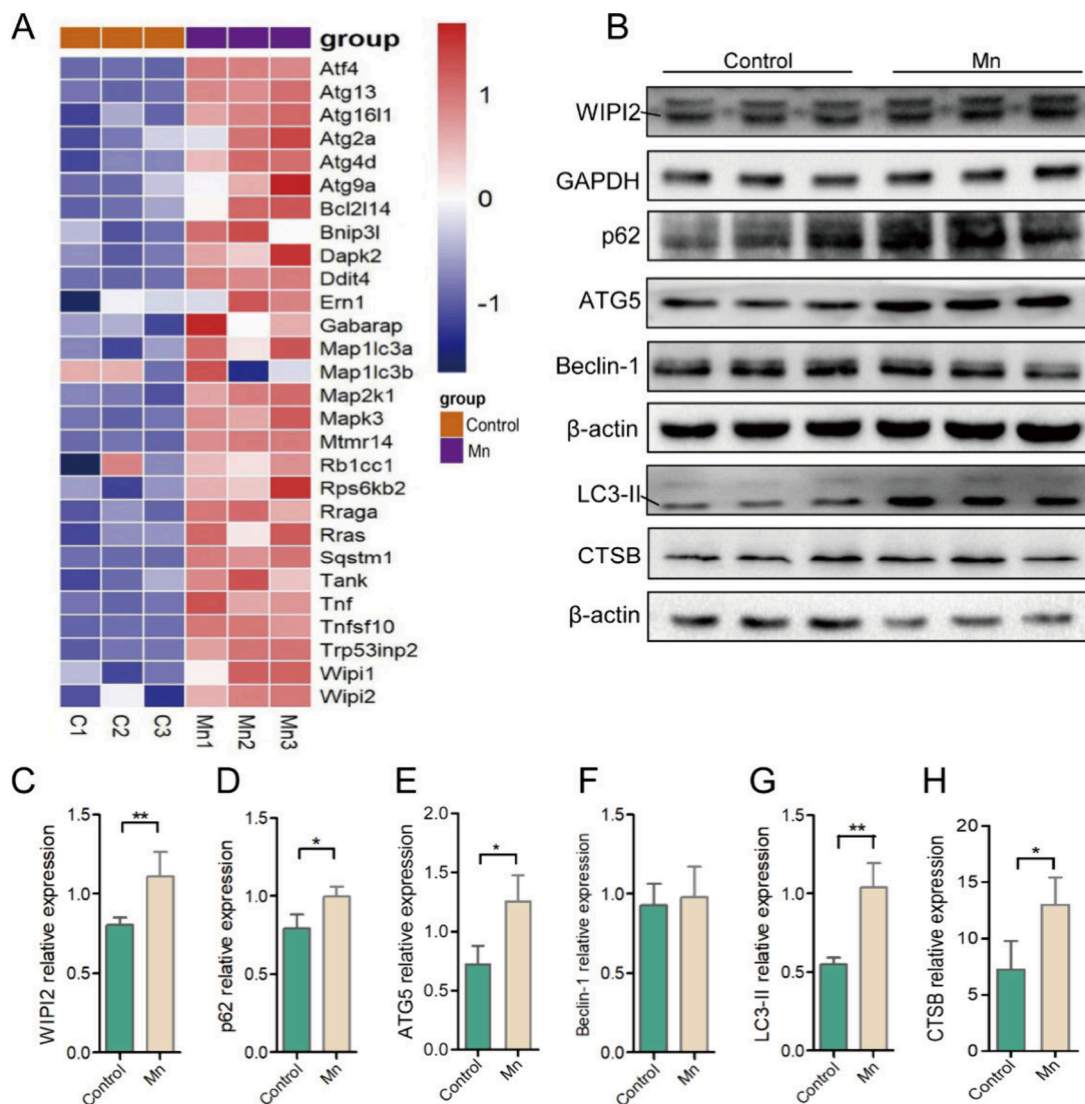 A
group
Atf4
Atg13
Atg16l1
Atg2a
Atg4d
Atg9a
Bcl2l14
Bnip3l
Dapk2
Ddit4
Ern1
Gabarap
Map1lc3a
Map1lc3b
Map2k1
Mapk3
Mtmr14
Rb1cc1
Rps6kb2
Rraga
Rras
Sqstm1
Tank
Tnf
Tnfsf10
Trp53inp2
Wipi1
Wipi2
C1
C2
C3
Mn1
Mn2
Mn3
1
0
-1
group
Control
Mn
B
Control
Mn
WIPI2
GAPDH
p62
ATG5
Beclin-1
β-actin
LC3-II
CTSB
β-actin
C
WIPI2 relative expression
1.5
1.0
0.5
0.0
**
Control
Mn
D
p62 relative expression
1.5
1.0
0.5
0.0
*
Control
Mn
E
ATG5 relative expression
2.0
1.5
1.0
0.5
0.0
*
Control
Mn
F
Beclin-1 relative expression
1.5
1.0
0.5
0.0
Control
Mn
G
LC3-II relative expression
1.5
1.0
0.5
0.0
**
Control
Mn
H
CTSB relative expression
20
15
10
5
0
*
Control
Mn